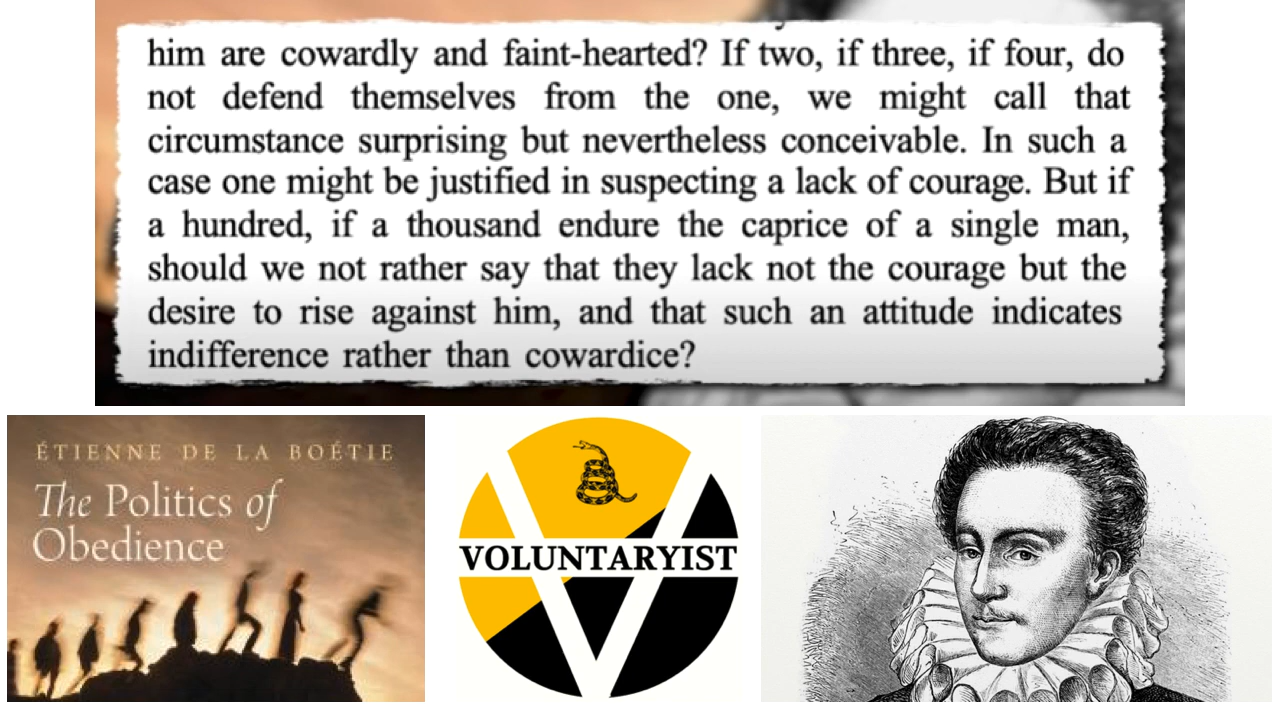 him are cowardly and faint-hearted? If two, if three, if four, do
not defend themselves from the one, we might call that
circumstance surprising but nevertheless conceivable. In such a
case one might be justified in suspecting a lack of courage. But if
a hundred, if a thousand endure the caprice of a single man,
should we not rather say that they lack not the courage but the
desire to rise against him, and that such an attitude indicates
indifference rather than cowardice?
ÉTIENNE DE LA BOÉTIE
The Politics of
Obedience
VOLUNTARYIST